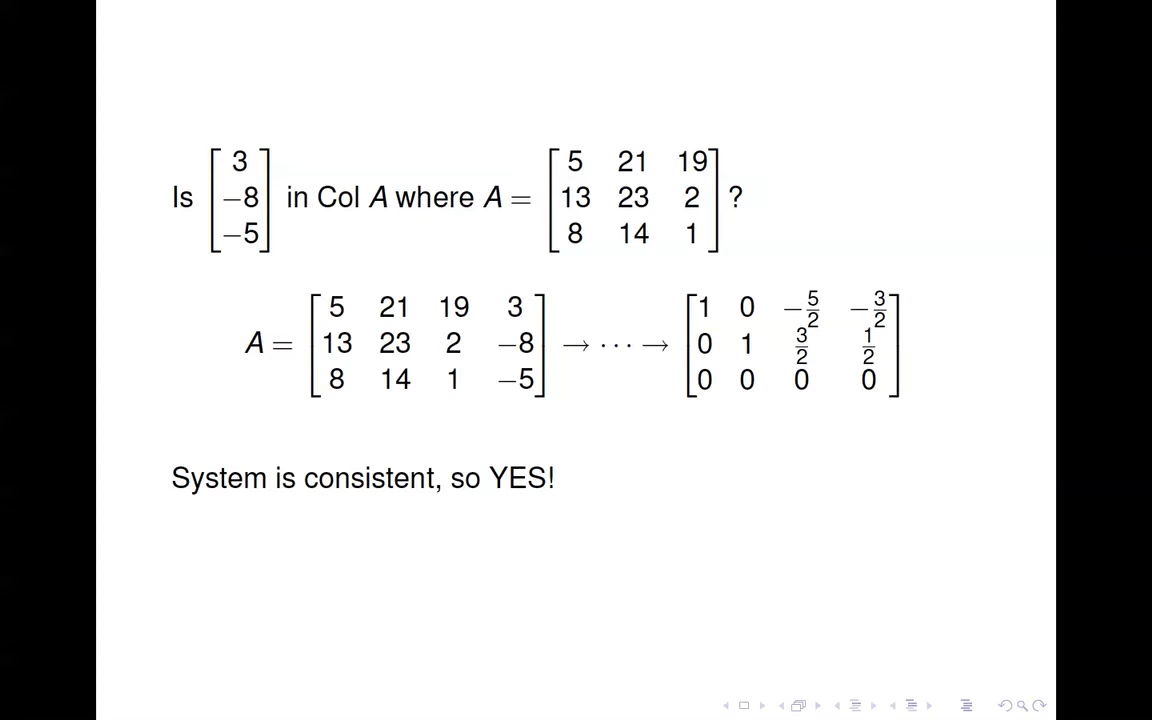 Is [3 −8 −5] in Col A where A = [5 21 19; 13 23 2; 8 14 1] ?
A = [5 21 19 3; 13 23 2 −8; 8 14 1 −5] → · · · → [1 0 −5/2 −3/2; 0 1 3/2 1/2; 0 0 0 0]
System is consistent, so YES!